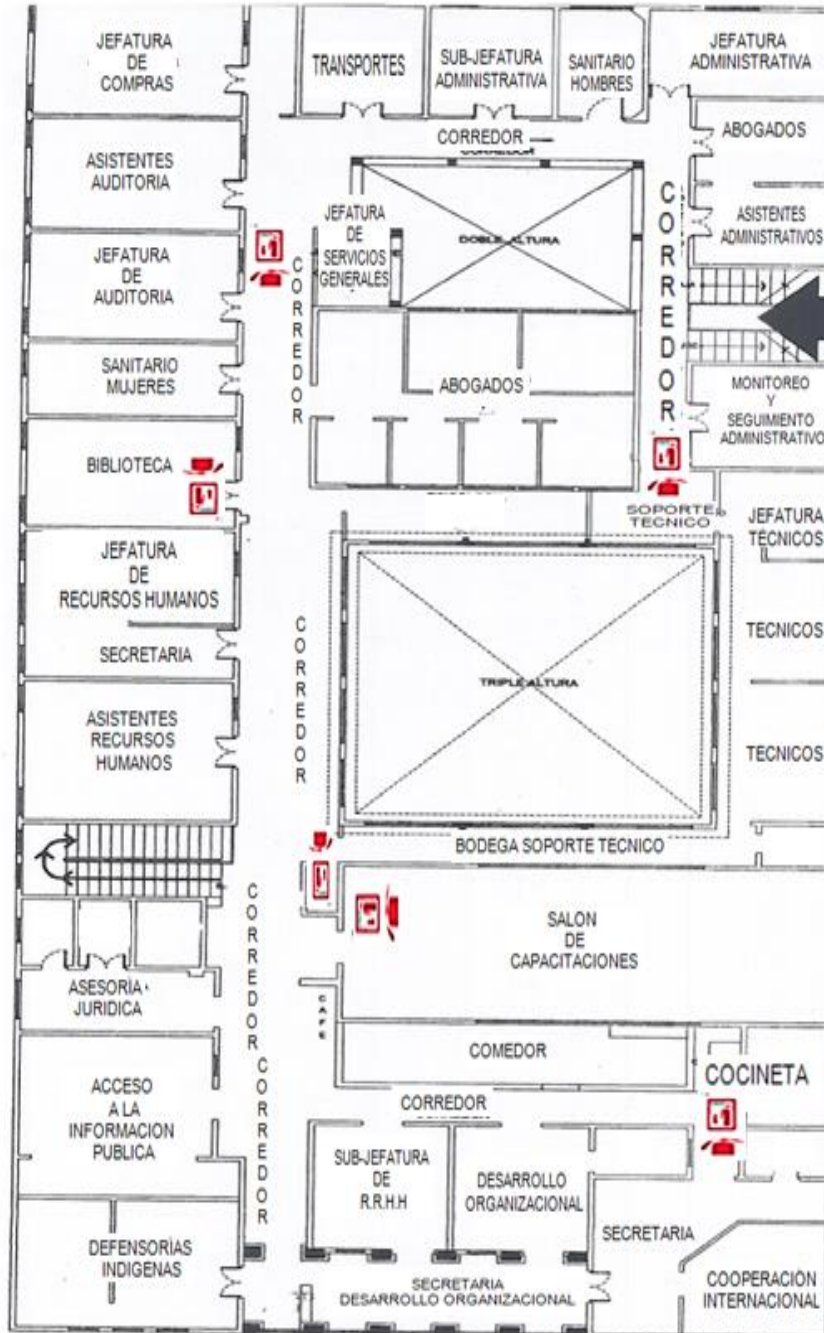 JEFATURA
DE
COMPRAS
TRANSPORTES
SUB-JEFATURA
ADMINISTRATIVA
SANITARIO
HOMBRES
JEFATURA
ADMINISTRATIVA
CORREDOR
ABOGADOS
ASISTENTES
AUDITORIA
JEFATURA
DE
SERVICIOS
GENERALES
DOBLE ALTURA
CORREDOR
ASISTENTES
ADMINISTRATIVOS
JEFATURA
DE
AUDITORIA
CORREDOR
SANITARIO
MUJERES
ABOGADOS
MONITOREO
Y
SEGUIMIENTO
ADMINISTRATIVO
BIBLIOTECA
SOPORTE
TECNICO
JEFATURA
TECNICOS
JEFATURA
DE
RECURSOS HUMANOS
SECRETARIA
CORREDOR
TRIPLE ALTURA
TECNICOS
ASISTENTES
RECURSOS
HUMANOS
TECNICOS
BODEGA SOPORTE TECNICO
CORREDOR
SALON
DE
CAPACITACIONES
ASESORÍA
JURIDICA
CAFE
COMEDOR
COCINETA
CORREDOR
ACCESO
A LA
INFORMACION
PUBLICA
CORREDOR
SUB-JEFATURA
DE
R.R.H.H
DESARROLLO
ORGANIZACIONAL
SECRETARIA
DEFENSORÍAS
INDIGENAS
SECRETARIA
DESARROLLO ORGANIZACIONAL
COOPERACIÓN
INTERNACIONAL